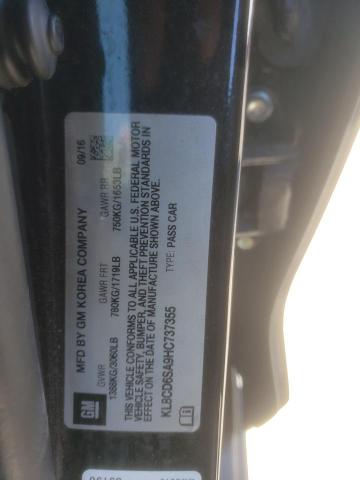 MFD BY GM KOREA COMPANY 09/16
GVWR GAWR FRT GAWR RR
1388KG/3060LB 780KG/1719LB 750KG/1653LB
THIS VEHICLE CONFORMS TO ALL APPLICABLE U.S. FEDERAL MOTOR
VEHICLE SAFETY, BUMPER, AND THEFT PREVENTION STANDARDS IN
EFFECT ON THE DATE OF MANUFACTURE SHOWN ABOVE.
KL8CD6SA9HC737355 TYPE: PASS CAR
GM